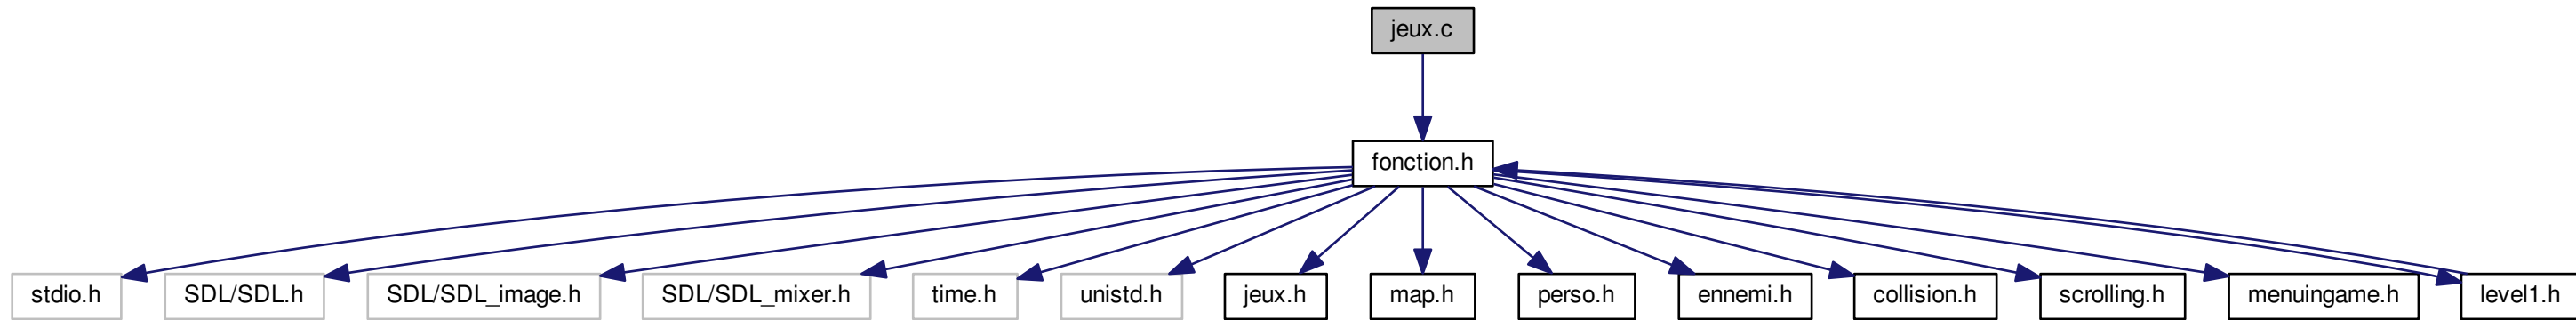 jeux.c
fonction.h
stdio.h
SDL/SDL.h
SDL/SDL_image.h
SDL/SDL_mixer.h
time.h
unistd.h
jeux.h
map.h
perso.h
ennemi.h
collision.h
scrolling.h
menuingame.h
level1.h